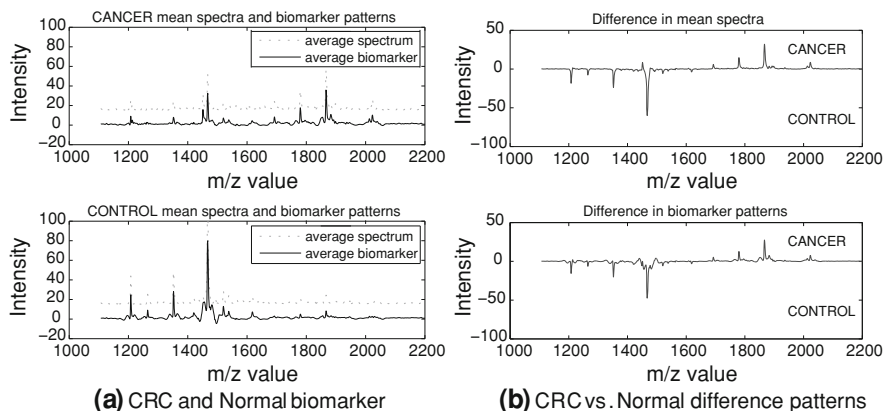 CANCER mean spectra and biomarker patterns
100
80
60
40
20
0
−20
Intensity
average spectrum
average biomarker
1000 1200 1400 1600 1800 2000 2200
m/z value
CONTROL mean spectra and biomarker patterns
100
80
60
40
20
0
−20
Intensity
average spectrum
average biomarker
1000 1200 1400 1600 1800 2000 2200
m/z value
(a) CRC and Normal biomarker
Difference in mean spectra
50
0
−50
−100
Intensity
CANCER
CONTROL
1000 1200 1400 1600 1800 2000 2200
m/z value
Difference in biomarker patterns
50
0
−50
−100
Intensity
CANCER
CONTROL
1000 1200 1400 1600 1800 2000 2200
m/z value
(b) CRC vs. Normal difference patterns